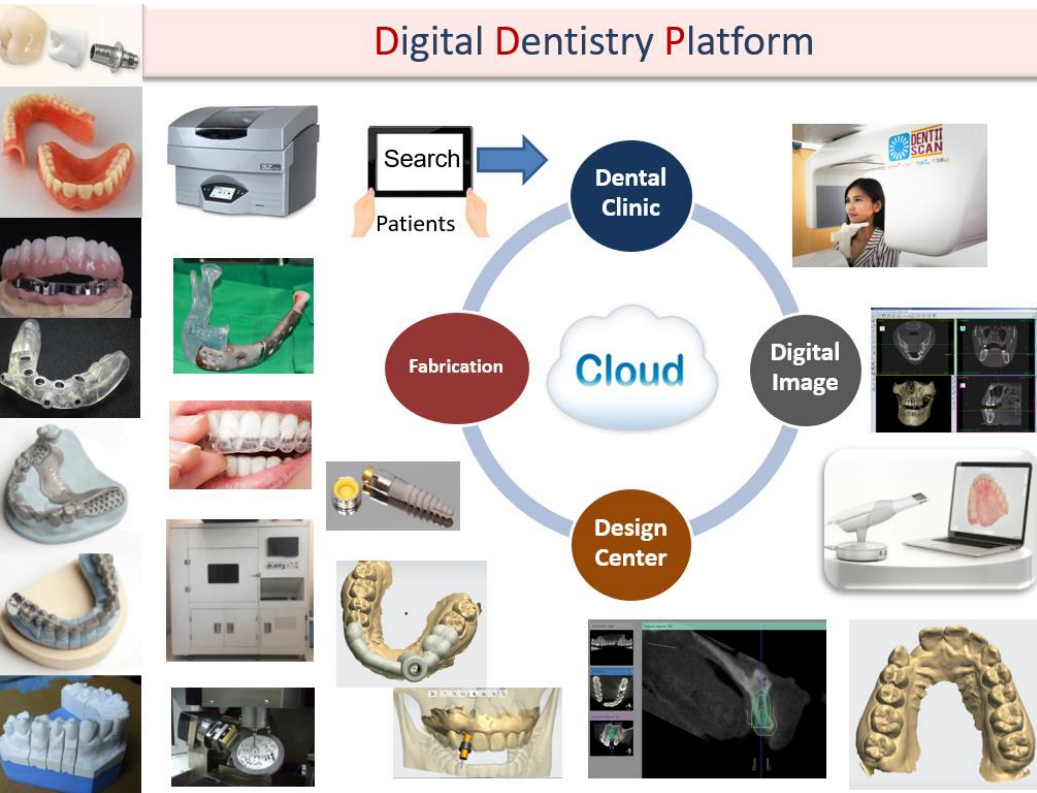 Digital Dentistry Platform
Search
Patients
Dental
Clinic
DENTII
SCAN
Fabrication
Cloud
Digital
Image
Design
Center